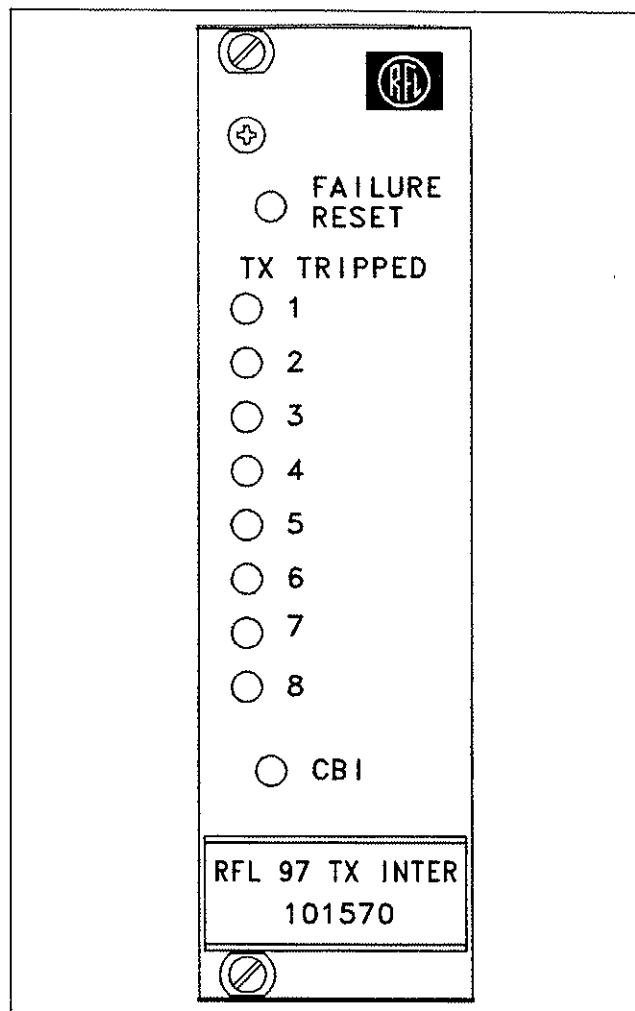 RFL
FAILURE
RESET
TX TRIPPED
1
2
3
4
5
6
7
8
CBI
RFL 97 TX INTER
101570